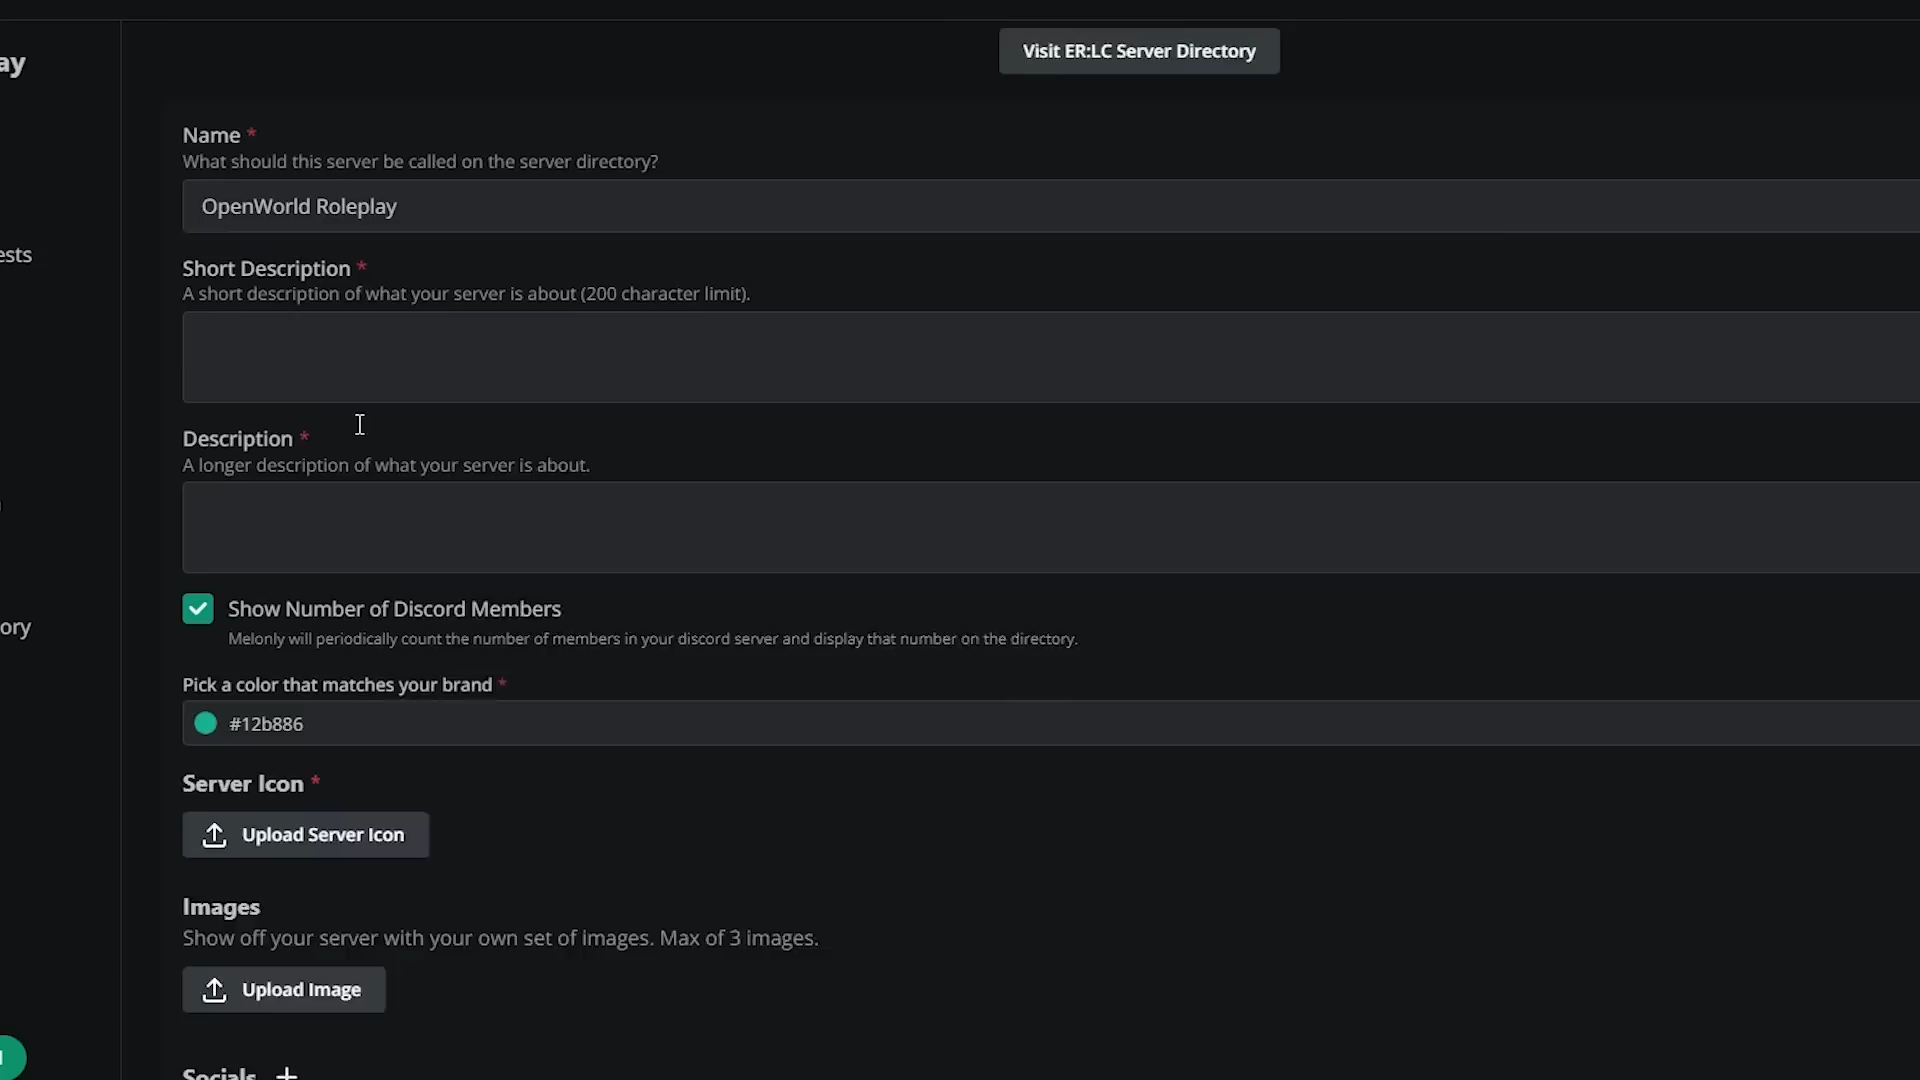 Visit ER:LC Server Directory
ay
Name *
What should this server be called on the server directory?
OpenWorld Roleplay
ests
Short Description *
A short description of what your server is about (200 character limit).
Description *
A longer description of what your server is about.
Show Number of Discord Members
ory
Melonly will periodically count the number of members in your discord server and display that number on the directory.
Pick a color that matches your brand *
#12b886
Server Icon *
Upload Server Icon
Images
Show off your server with your own set of images. Max of 3 images.
Upload Image
Socials +